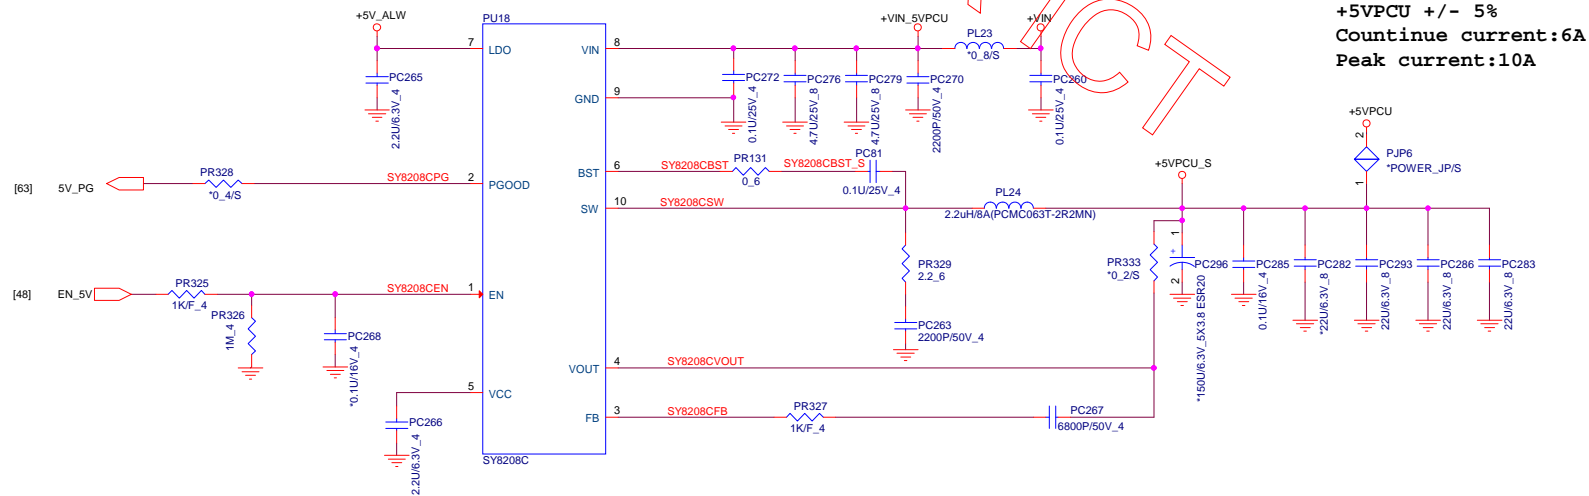 +5VPCU +/- 5%
Countinue current:6A
Peak current:10A
CT
+5V_ALW
PU18
+VIN_5VPCU
+VIN
PL23
*0_8/S
7
LDO
VIN
8
PC265
2.2U/6.3V_4
PC272
0.1U/25V_4
PC276
4.7U/25V_8
PC279
4.7U/25V_8
PC270
2200P/50V_4
PC260
0.1U/25V_4
GND
9
+5VPCU
2
PJP6
*POWER_JP/S
1
[63]
5V_PG
PR328
*0_4/S
SY8208CPG
2
PGOOD
BST
6
SY8208CBST
PR131
0_6
SY8208CBST_S
PC81
0.1U/25V_4
+5VPCU_S
SW
10
SY8208CSW
PL24
2.2uH/8A(PCMC063T-2R2MN)
PR329
2.2_6
PR333
*0_2/S
1
+
2
PC296
*150U/6.3V_5X3.8 ESR20
PC285
0.1U/16V_4
PC282
*22U/6.3V_8
PC293
22U/6.3V_8
PC286
22U/6.3V_8
PC283
22U/6.3V_8
[48]
EN_5V
PR325
1K/F_4
SY8208CEN
1
EN
PR326
1M_4
PC268
*0.1U/16V_4
PC263
2200P/50V_4
VOUT
4
SY8208CVOUT
5
VCC
PC266
2.2U/6.3V_4
FB
3
SY8208CFB
PR327
1K/F_4
PC267
6800P/50V_4
SY8208C